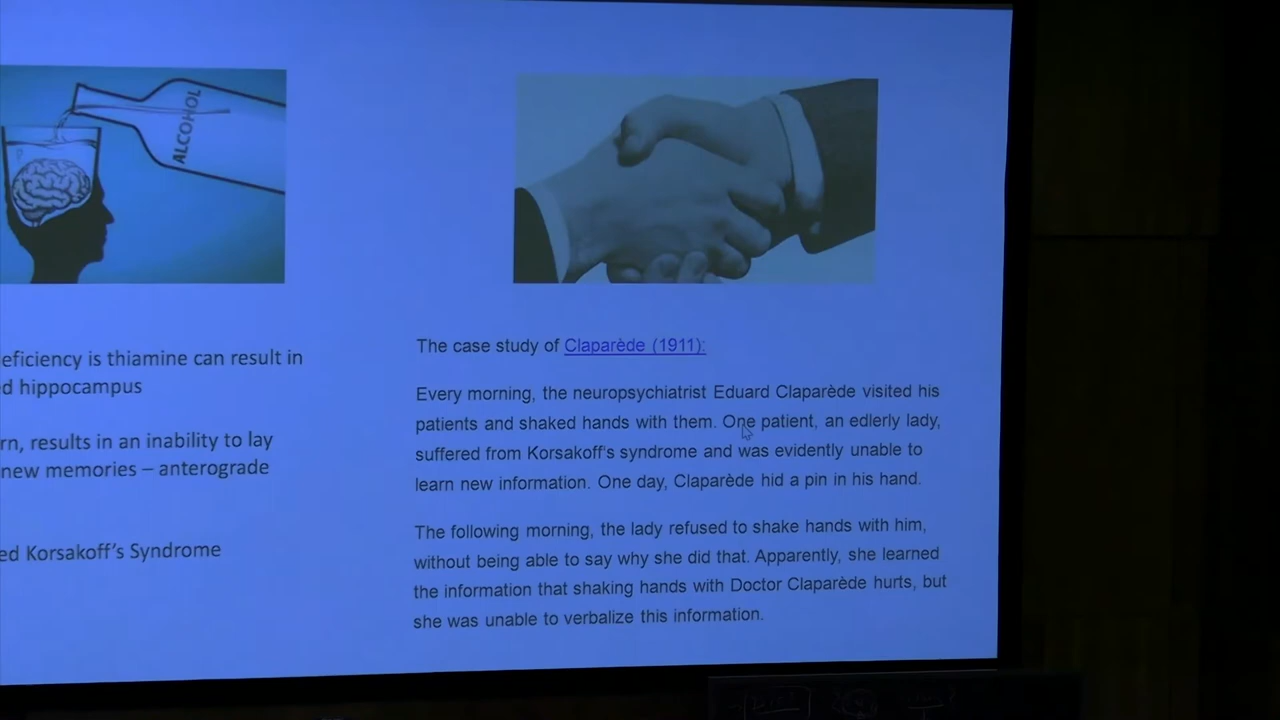 ALCOHOL
eficiency is thiamine can result in
d hippocampus
rn, results in an inability to lay
new memories – anterograde
ed Korsakoff's Syndrome
The case study of Claparède (1911):
Every morning, the neuropsychiatrist Eduard Claparède visited his
patients and shaked hands with them. One patient, an edlerly lady,
suffered from Korsakoff's syndrome and was evidently unable to
learn new information. One day, Claparède hid a pin in his hand.
The following morning, the lady refused to shake hands with him,
without being able to say why she did that. Apparently, she learned
the information that shaking hands with Doctor Claparède hurts, but
she was unable to verbalize this information.